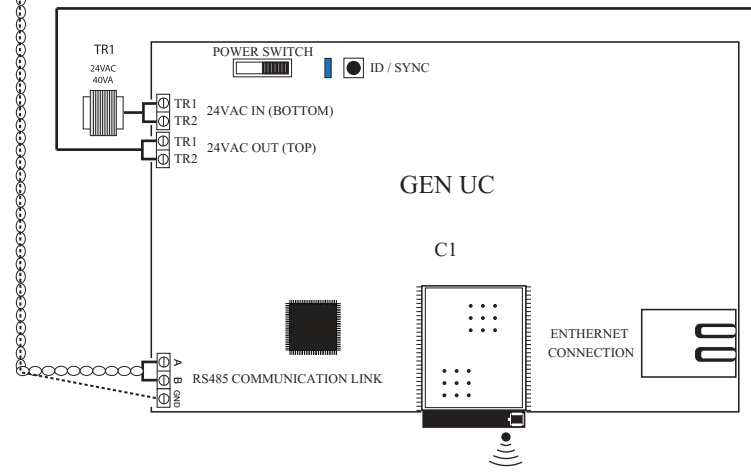 TR1
24VAC
40VA
POWER SWITCH
ID / SYNC
TR1
TR2
24VAC IN (BOTTOM)
TR1
TR2
24VAC OUT (TOP)
GEN UC
C1
ENTHERNET
CONNECTION
A
B
GND
RS485 COMMUNICATION LINK